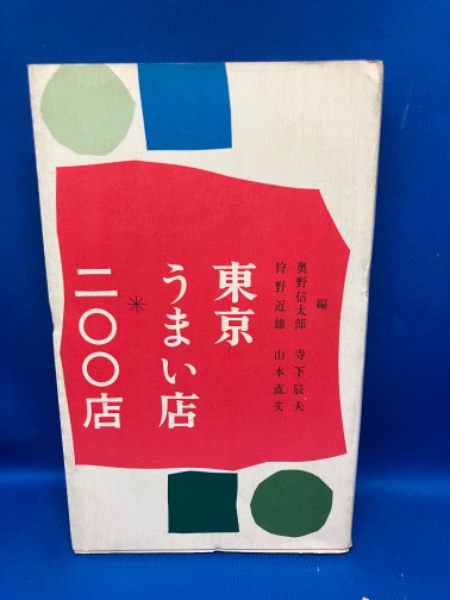 編
奥野信太郎 寺下辰夫
狩野近雄 山本直文
東京
うまい店
*
二〇〇店